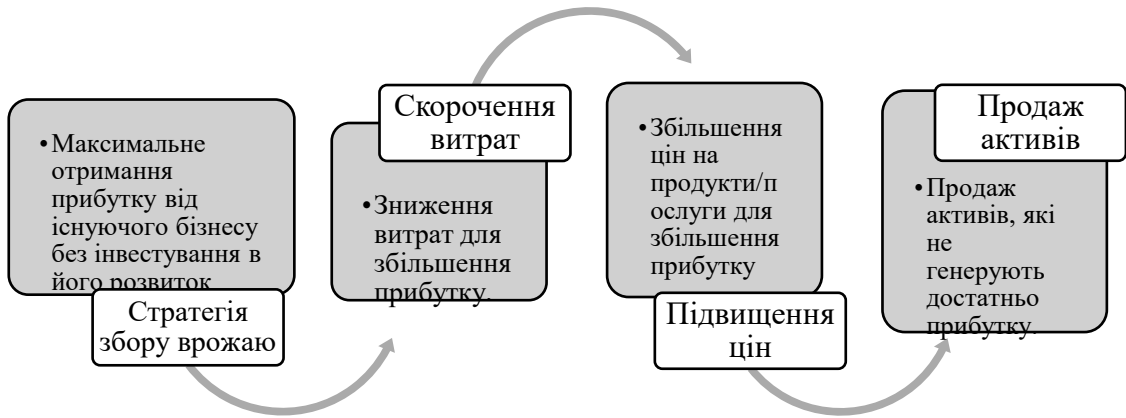 •Максимальне
отримання
прибутку від
існуючого бізнесу
без інвестування в
його розвиток
Стратегія
збору врожаю
Скорочення
витрат
•Зниження
витрат для
збільшення
прибутку.
•Збільшення
цін на
продукти/п
ослуги для
збільшення
прибутку
Підвищення
цін
Продаж
активів
•Продаж
активів, які
не
генерують
достатньо
прибутку.